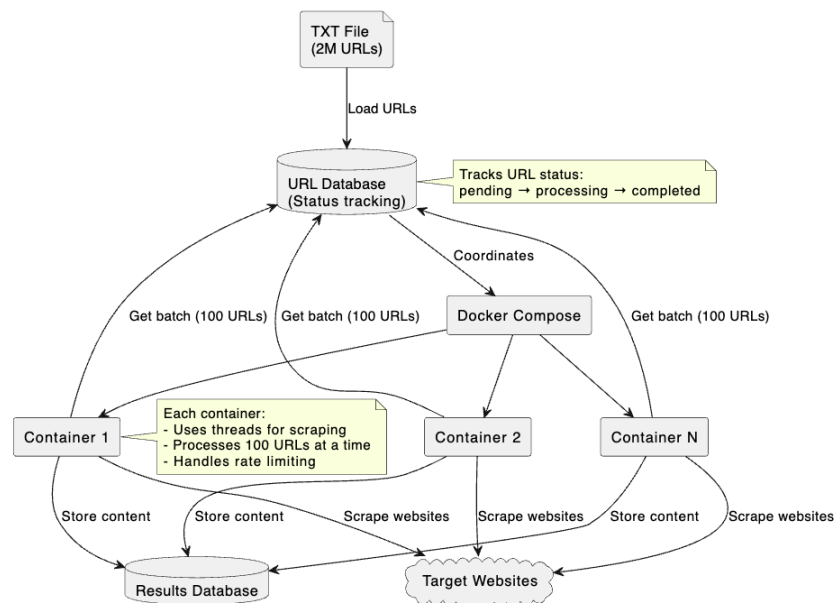 TXT File
(2M URLs)
Load URLs
URL Database
(Status tracking)
Tracks URL status:
pending → processing → completed
Coordinates
Get batch (100 URLs)
Get batch (100 URLs)
Docker Compose
Get batch (100 URLs)
Container 1
Each container:
- Uses threads for scraping
- Processes 100 URLs at a time
- Handles rate limiting
Container 2
Container N
Store content
Store content
Scrape websites
Scrape websites
Store content
Scrape websites
Results Database
Target Websites